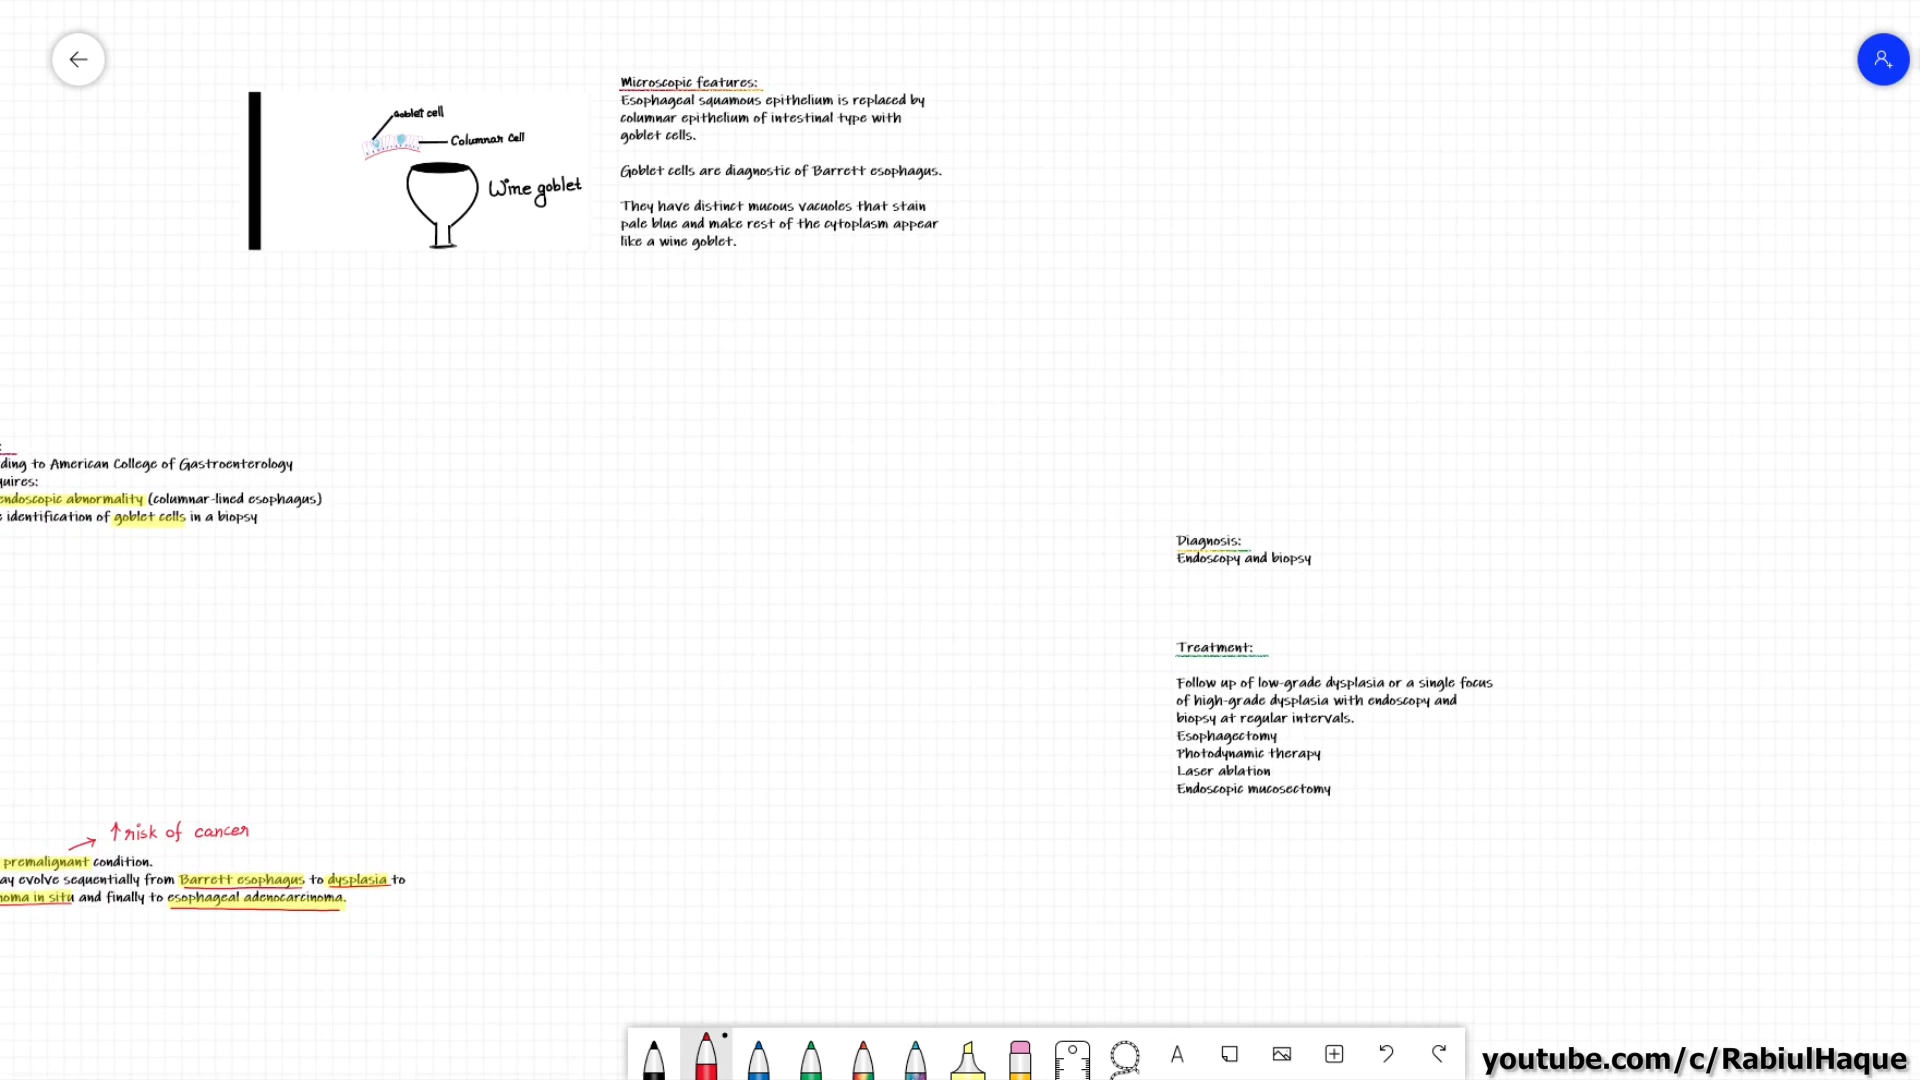 Goblet cell
Columnar Cell
Wine goblet
Microscopic features:
Esophageal squamous epithelium is replaced by
columnar epithelium of intestinal type with
goblet cells.
Goblet cells are diagnostic of Barrett esophagus.
They have distinct mucous vacuoles that stain
pale blue and make rest of the cytoplasm appear
like a wine goblet.
:
ding to American College of Gastroenterology
quires:
endoscopic abnormality (columnar-lined esophagus)
identification of goblet cells in a biopsy
Diagnosis:
Endoscopy and biopsy
Treatment:
Follow up of low-grade dysplasia or a single focus
of high-grade dysplasia with endoscopy and
biopsy at regular intervals.
Esophagectomy
Photodynamic therapy
Laser ablation
Endoscopic mucosectomy
↑risk of cancer
premalignant condition.
ay evolve sequentially from Barrett esophagus to dysplasia to
noma in situ and finally to esophageal adenocarcinoma.
youtube.com/c/RabiulHaque